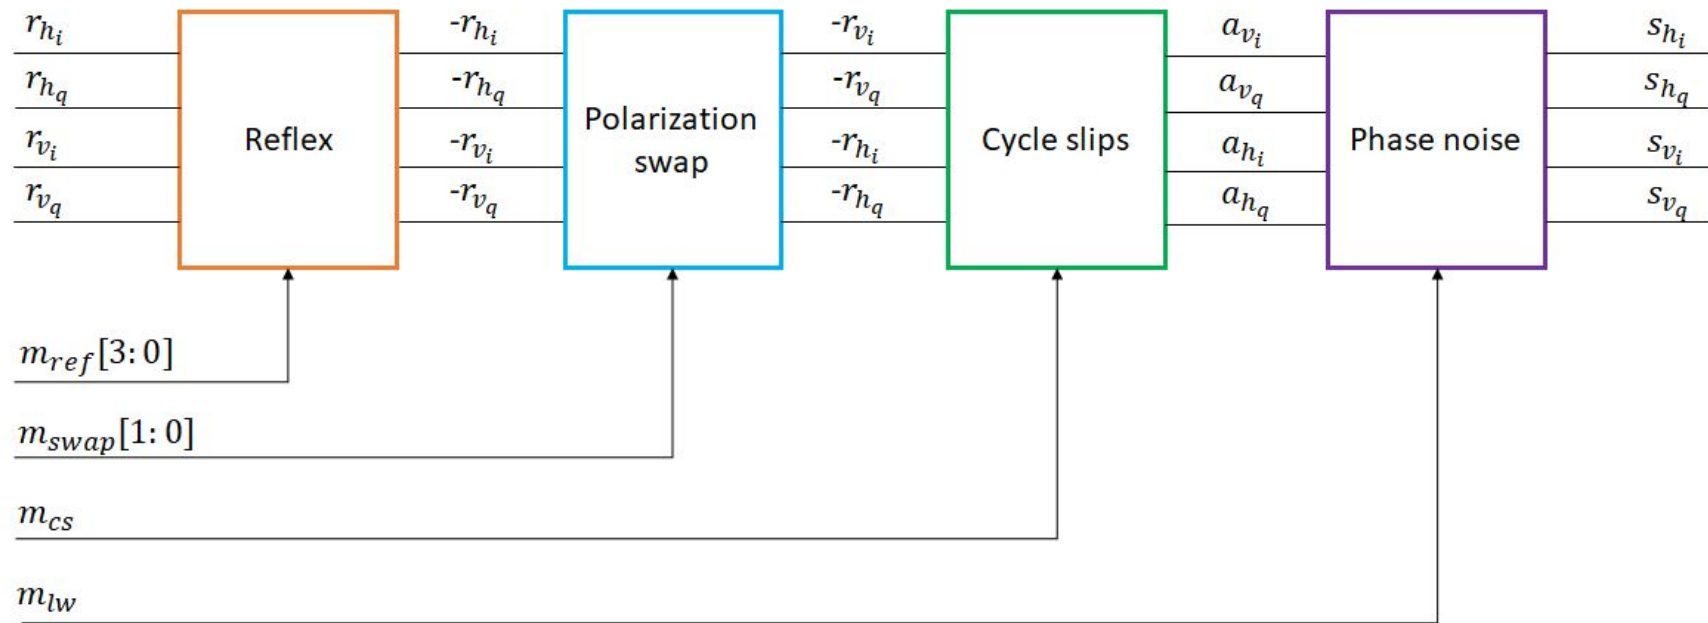 r_{h_i} -r_{h_i} -r_{v_i} a_{v_i} s_{h_i}
r_{h_q} -r_{h_q} -r_{v_q} a_{v_q} s_{h_q}
Reflex Polarization swap Cycle slips Phase noise
r_{v_i} -r_{v_i} -r_{h_i} a_{h_i} s_{v_i}
r_{v_q} -r_{v_q} -r_{h_q} a_{h_q} s_{v_q}
m_{ref}[3:0]
m_{swap}[1:0]
m_{cs}
m_{lw}